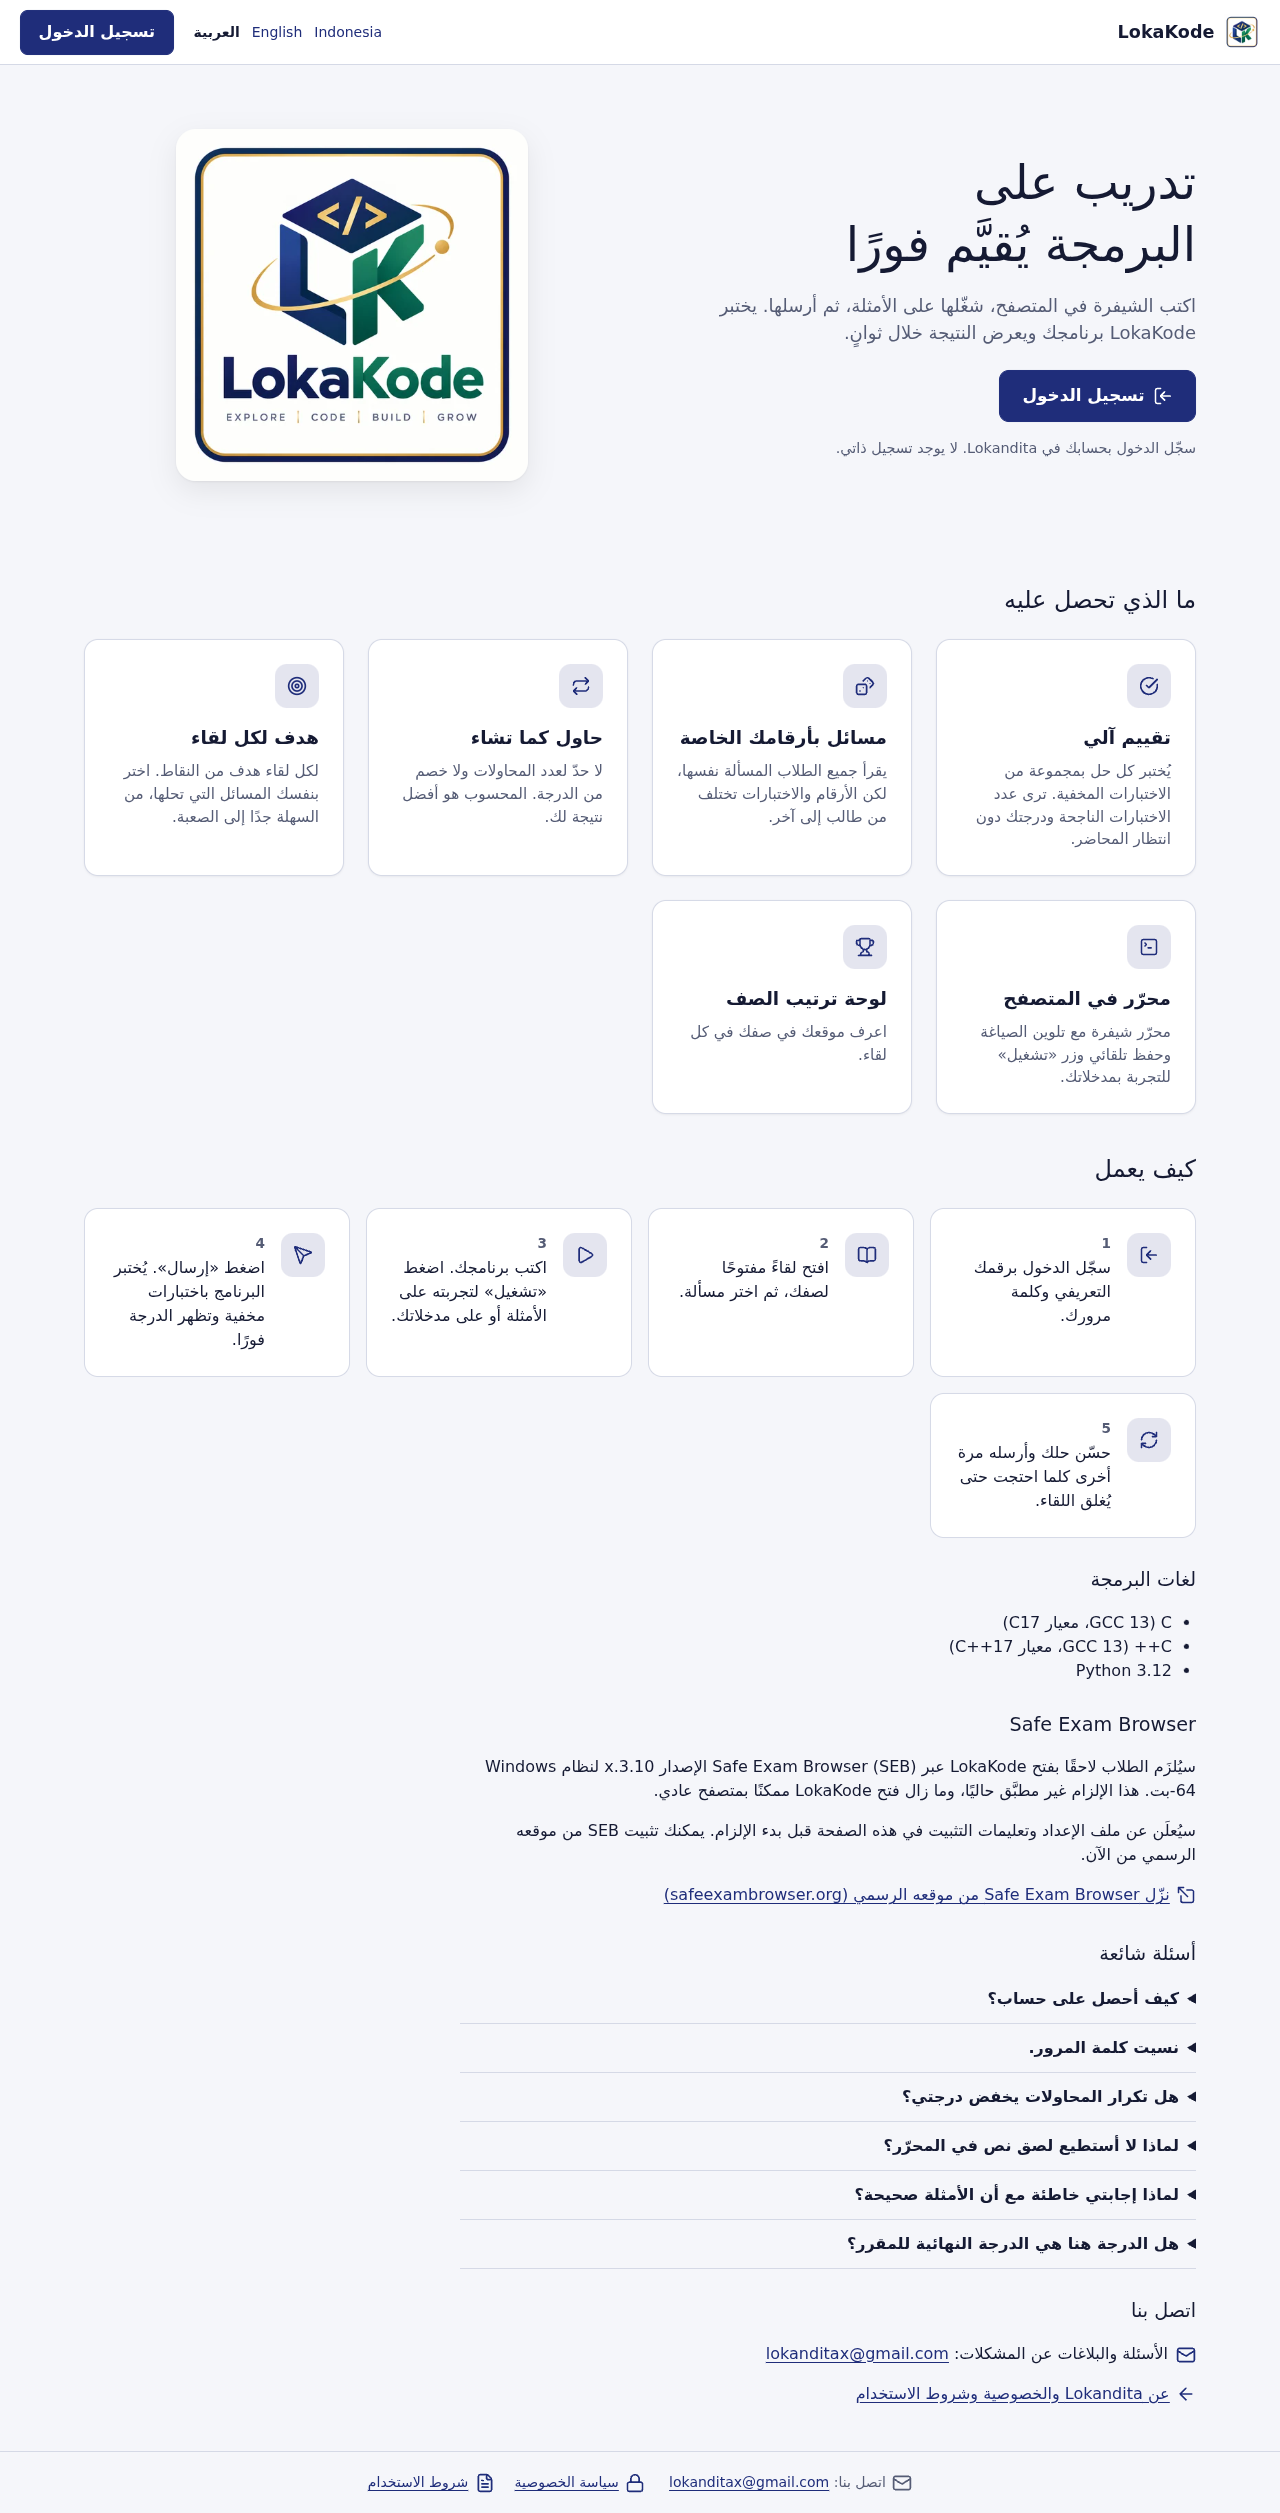 LokaKode
Indonesia English العربية
تسجيل الدخول
تدريب على
البرمجة يُقيَّم فورًا
اكتب الشيفرة في المتصفح، شغّلها على الأمثلة، ثم أرسلها. يختبر
LokaKode برنامجك ويعرض النتيجة خلال ثوانٍ.
تسجيل الدخول
سجّل الدخول بحسابك في Lokandita. لا يوجد تسجيل ذاتي.
</>
LK
LokaKode
EXPLORE | CODE | BUILD | GROW
ما الذي تحصل عليه
تقييم آلي
يُختبر كل حل بمجموعة من
الاختبارات المخفية. ترى عدد
الاختبارات الناجحة ودرجتك دون
انتظار المحاضر.
مسائل بأرقامك الخاصة
يقرأ جميع الطلاب المسألة نفسها،
لكن الأرقام والاختبارات تختلف
من طالب إلى آخر.
حاول كما تشاء
لا حدّ لعدد المحاولات ولا خصم
من الدرجة. المحسوب هو أفضل
نتيجة لك.
هدف لكل لقاء
لكل لقاء هدف من النقاط. اختر
بنفسك المسائل التي تحلها، من
السهلة جدًا إلى الصعبة.
محرّر في المتصفح
محرّر شيفرة مع تلوين الصياغة
وحفظ تلقائي وزر «تشغيل»
للتجربة بمدخلاتك.
لوحة ترتيب الصف
اعرف موقعك في صفك في كل
لقاء.
كيف يعمل
1
سجّل الدخول برقمك
التعريفي وكلمة
مرورك.
2
افتح لقاءً مفتوحًا
لصفك، ثم اختر مسألة.
3
اكتب برنامجك. اضغط
«تشغيل» لتجربته على
الأمثلة أو على مدخلاتك.
4
اضغط «إرسال». يُختبر
البرنامج باختبارات
مخفية وتظهر الدرجة
فورًا.
5
حسّن حلك وأرسله مرة
أخرى كلما احتجت حتى
يُغلق اللقاء.
لغات البرمجة
• C (GCC 13، معيار C17)
• C++ (GCC 13، معيار C++17)
• Python 3.12
Safe Exam Browser
سيُلزَم الطلاب لاحقًا بفتح LokaKode عبر Safe Exam Browser (SEB) الإصدار 3.10.x لنظام Windows
64-بت. هذا الإلزام غير مطبَّق حاليًا، وما زال فتح LokaKode ممكنًا بمتصفح عادي.
سيُعلَن عن ملف الإعداد وتعليمات التثبيت في هذه الصفحة قبل بدء الإلزام. يمكنك تثبيت SEB من موقعه
الرسمي من الآن.
نزّل Safe Exam Browser من موقعه الرسمي (safeexambrowser.org)
أسئلة شائعة
كيف أحصل على حساب؟
نسيت كلمة المرور.
هل تكرار المحاولات يخفض درجتي؟
لماذا لا أستطيع لصق نص في المحرّر؟
لماذا إجابتي خاطئة مع أن الأمثلة صحيحة؟
هل الدرجة هنا هي الدرجة النهائية للمقرر؟
اتصل بنا
الأسئلة والبلاغات عن المشكلات: lokanditax@gmail.com
عن Lokandita والخصوصية وشروط الاستخدام
اتصل بنا: lokanditax@gmail.com سياسة الخصوصية شروط الاستخدام